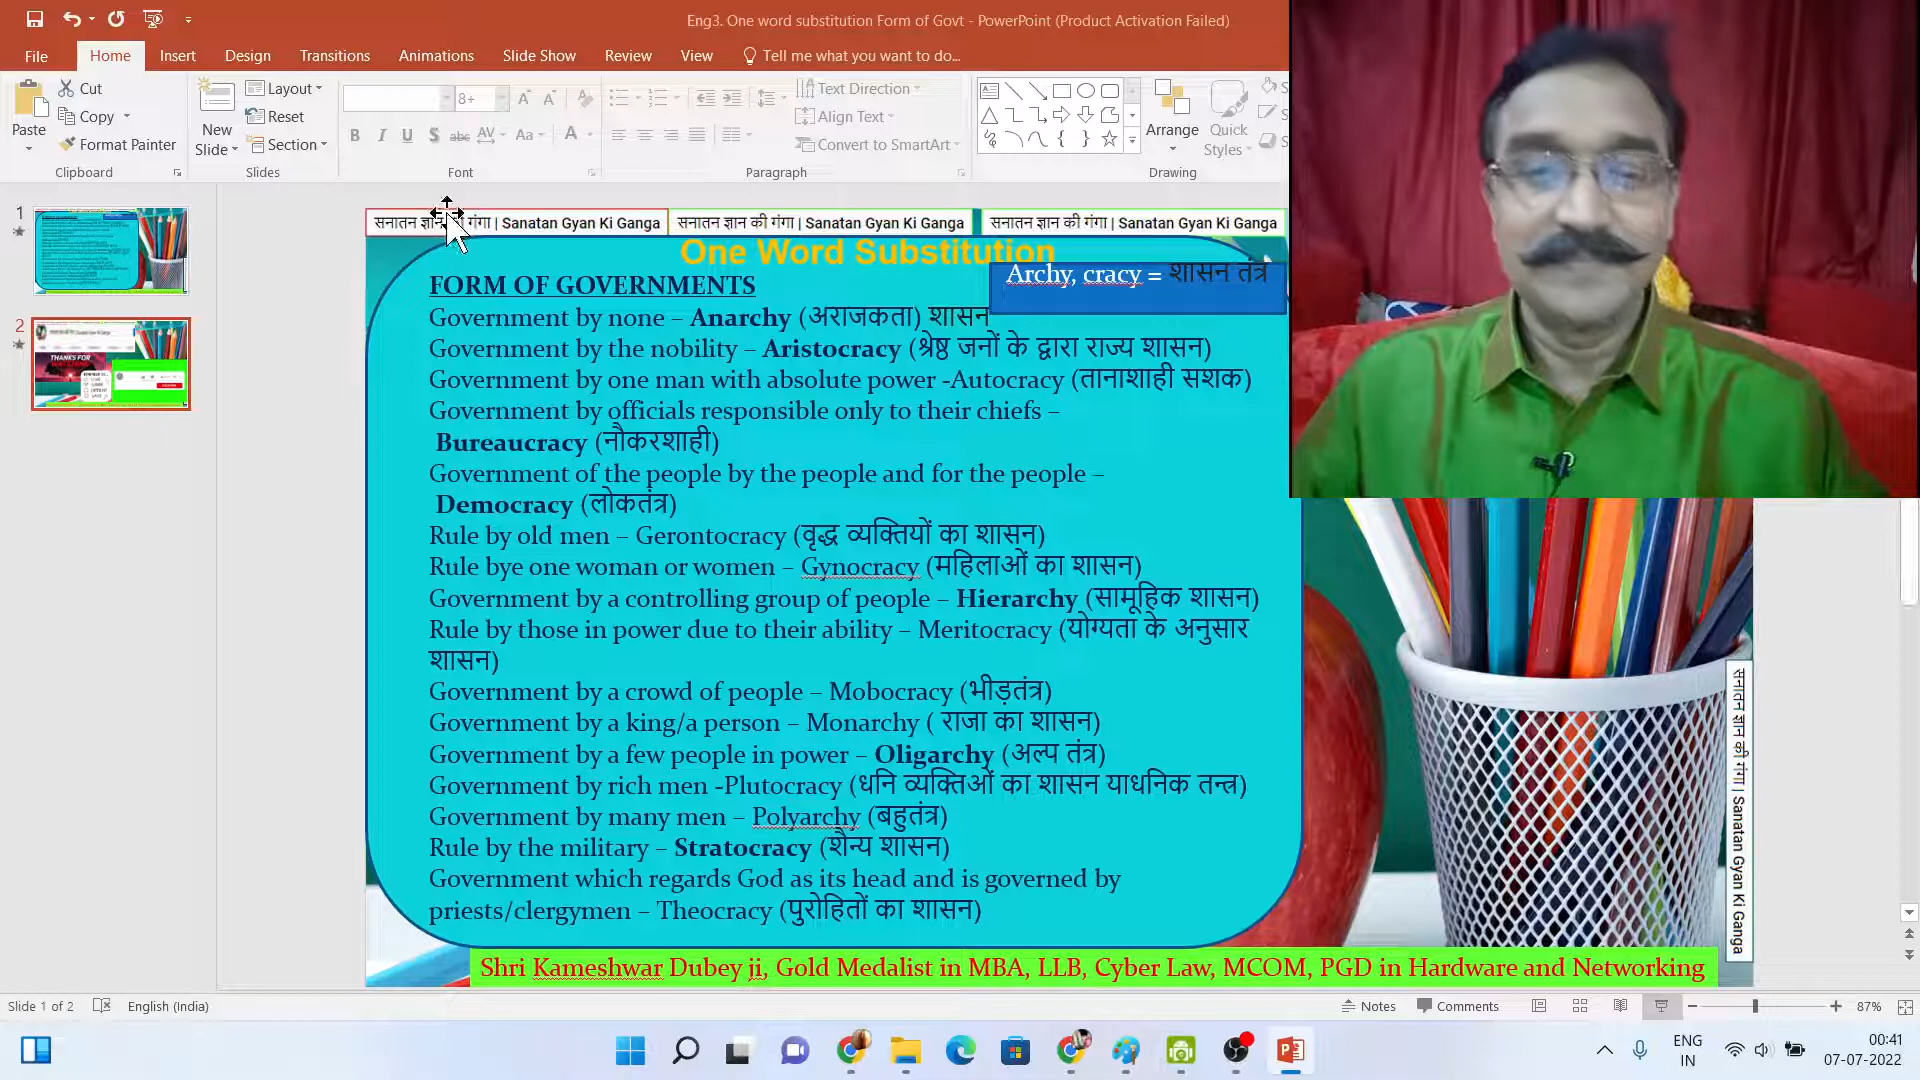 Eng3. One word substitution Form of Govt - PowerPoint (Product Activation Failed)
File Home Insert Design Transitions Animations Slide Show Review View Tell me what you want to do...
Paste
Cut
Copy
Format Painter
Clipboard
New Slide
Layout
Reset
Section
Slides
8+
Font
Text Direction
Align Text
Convert to SmartArt
Paragraph
Arrange
Quick Styles
Drawing
1
2
सनातन ज्ञान की गंगा | Sanatan Gyan Ki Ganga
सनातन ज्ञान की गंगा | Sanatan Gyan Ki Ganga
सनातन ज्ञान की गंगा | Sanatan Gyan Ki Ganga
One Word Substitution
Archy, cracy = शासन तंत्र
FORM OF GOVERNMENTS
Government by none – Anarchy (अराजकता) शासन
Government by the nobility – Aristocracy (श्रेष्ठ जनों के द्वारा राज्य शासन)
Government by one man with absolute power -Autocracy (तानाशाही सशक)
Government by officials responsible only to their chiefs –
Bureaucracy (नौकरशाही)
Government of the people by the people and for the people –
Democracy (लोकतंत्र)
Rule by old men – Gerontocracy (वृद्ध व्यक्तियों का शासन)
Rule bye one woman or women – Gynocracy (महिलाओं का शासन)
Government by a controlling group of people – Hierarchy (सामूहिक शासन)
Rule by those in power due to their ability – Meritocracy (योग्यता के अनुसार
शासन)
Government by a crowd of people – Mobocracy (भीड़तंत्र)
Government by a king/a person – Monarchy ( राजा का शासन)
Government by a few people in power – Oligarchy (अल्प तंत्र)
Government by rich men -Plutocracy (धनि व्यक्तिओं का शासन याधनिक तन्त्र)
Government by many men – Polyarchy (बहुतंत्र)
Rule by the military – Stratocracy (शैन्य शासन)
Government which regards God as its head and is governed by
priests/clergymen – Theocracy (पुरोहितों का शासन)
सनातन ज्ञान की गंगा | Sanatan Gyan Ki Ganga
Shri Kameshwar Dubey ji, Gold Medalist in MBA, LLB, Cyber Law, MCOM, PGD in Hardware and Networking
Slide 1 of 2 English (India) Notes Comments 87%
ENG
IN
00:41
07-07-2022